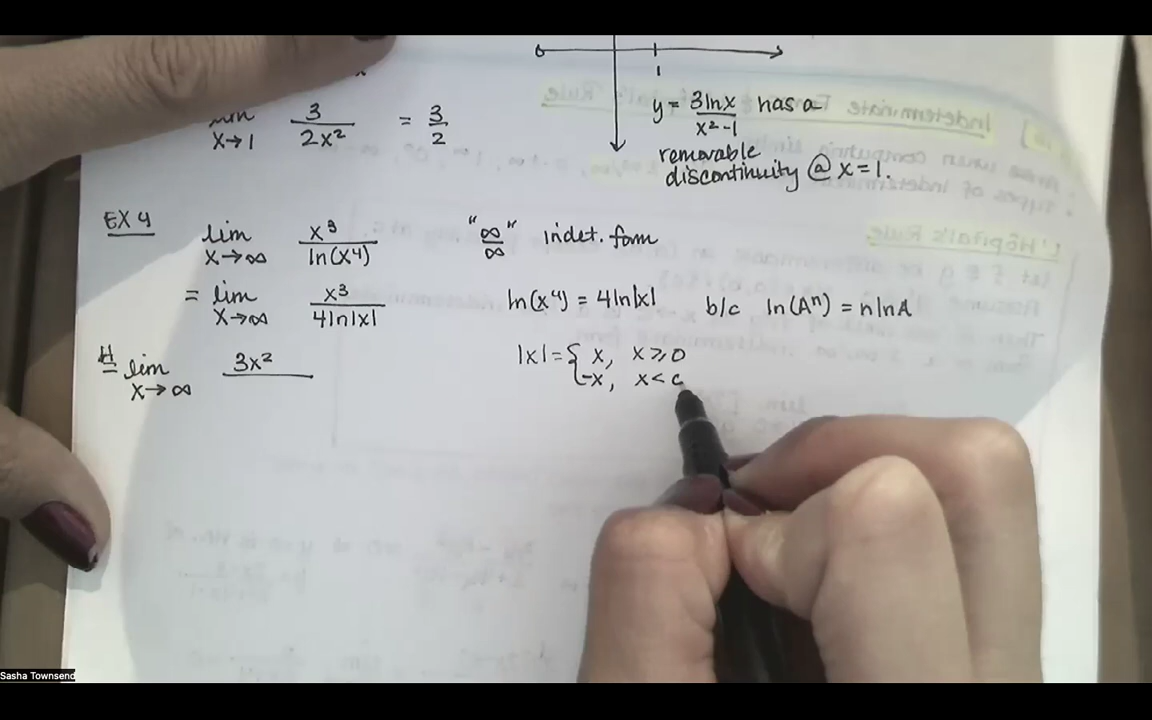 1
lim x→1 3/(2x²) = 3/2
y = 3lnx/(x²-1) has a
removable
discontinuity @ x=1.
EX 4
lim x→∞ x³/ln(x⁴) "∞/∞" indet. form
= lim x→∞ x³/(4ln|x|) ln(x⁴) = 4ln|x| b/c ln(Aⁿ) = nlnA
H= lim x→∞ 3x² |x| = { x, x ≥ 0
-x, x <
Sasha Townsend